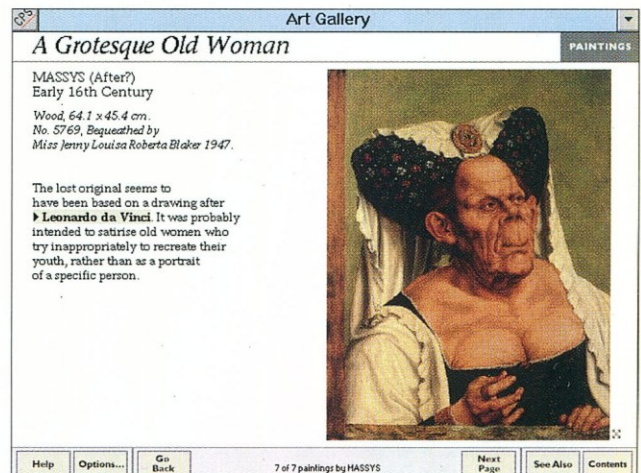 CPS
Art Gallery
A Grotesque Old Woman
PAINTINGS
MASSYS (After?)
Early 16th Century
Wood, 64.1 x 45.4 cm.
No. 5769, Bequeathed by
Miss Jenny Louisa Roberta Blaker 1947.
The lost original seems to
have been based on a drawing after
Leonardo da Vinci. It was probably
intended to satirise old women who
try inappropriately to recreate their
youth, rather than as a portrait
of a specific person.
Help
Options...
Go Back
7 of 7 paintings by MASSYS
Next Page
See Also
Contents